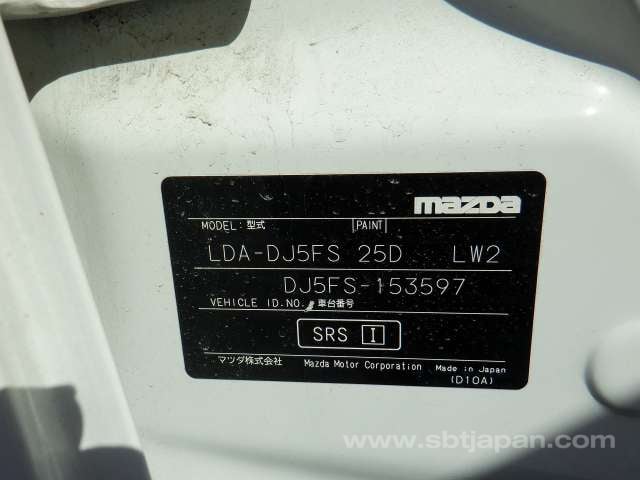 mazda
MODEL: 型式 PAINT
LDA-DJ5FS 25D LW2
DJ5FS-153597
VEHICLE ID.NO. 車台番号
SRS I
マツダ株式会社 Mazda Motor Corporation Made in Japan
(D10A)
www.sbtjapan.com